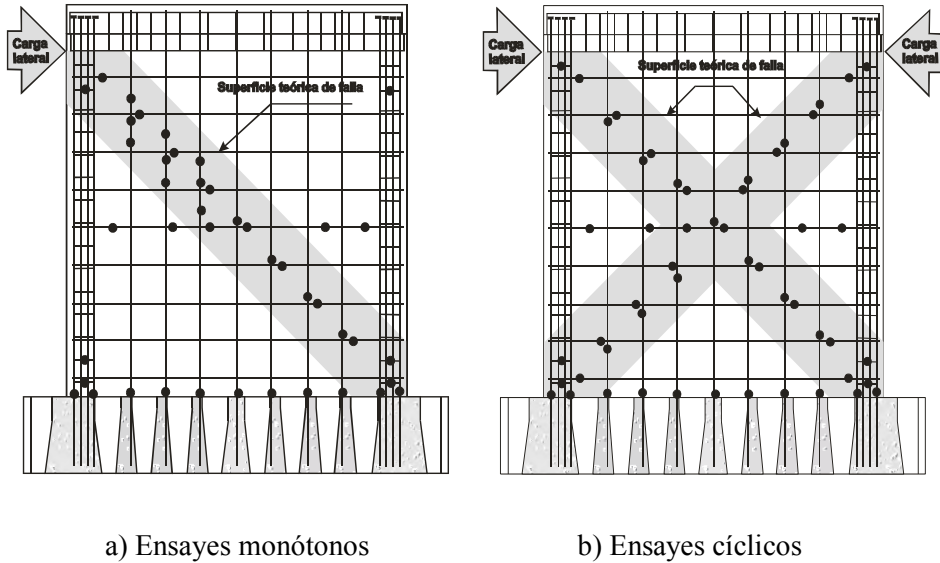 Carga
lateral
Superficie teórica de falla
Carga
lateral
Superficie teórica de falla
Carga
lateral
a) Ensayes monótonos
b) Ensayes cíclicos